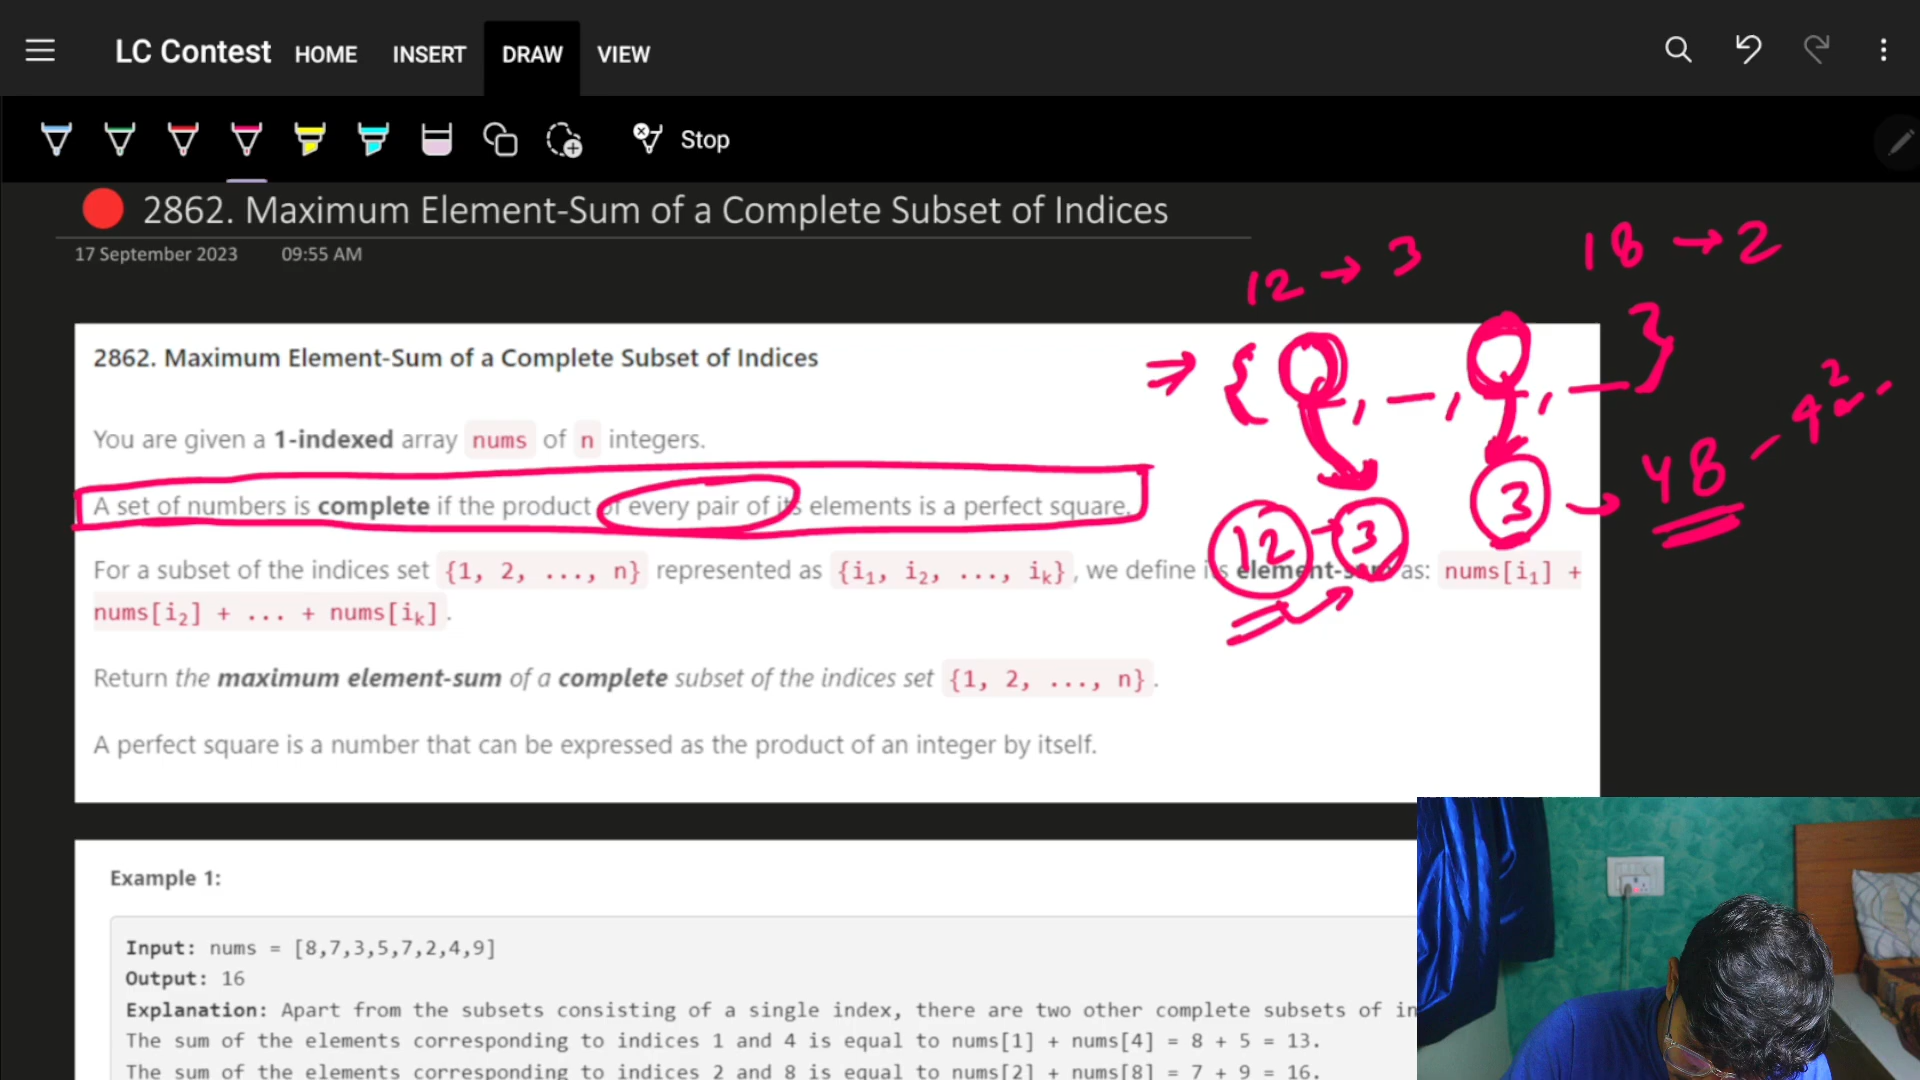 LC Contest HOME INSERT DRAW VIEW
Stop
2862. Maximum Element-Sum of a Complete Subset of Indices
17 September 2023 09:55 AM
12 → 3
18 → 2
2862. Maximum Element-Sum of a Complete Subset of Indices
⇒ { , , , }
You are given a 1-indexed array nums of n integers.
48 - 4²
A set of numbers is complete if the product of every pair of its elements is a perfect square.
12 → 3
3 →
For a subset of the indices set {1, 2, ..., n} represented as {i₁, i₂, ..., iₖ}, we define its element-sum as: nums[i₁] +
nums[i₂] + ... + nums[iₖ].
Return the maximum element-sum of a complete subset of the indices set {1, 2, ..., n}.
A perfect square is a number that can be expressed as the product of an integer by itself.
Example 1:
Input: nums = [8,7,3,5,7,2,4,9]
Output: 16
Explanation: Apart from the subsets consisting of a single index, there are two other complete subsets of in
The sum of the elements corresponding to indices 1 and 4 is equal to nums[1] + nums[4] = 8 + 5 = 13.
The sum of the elements corresponding to indices 2 and 8 is equal to nums[2] + nums[8] = 7 + 9 = 16.